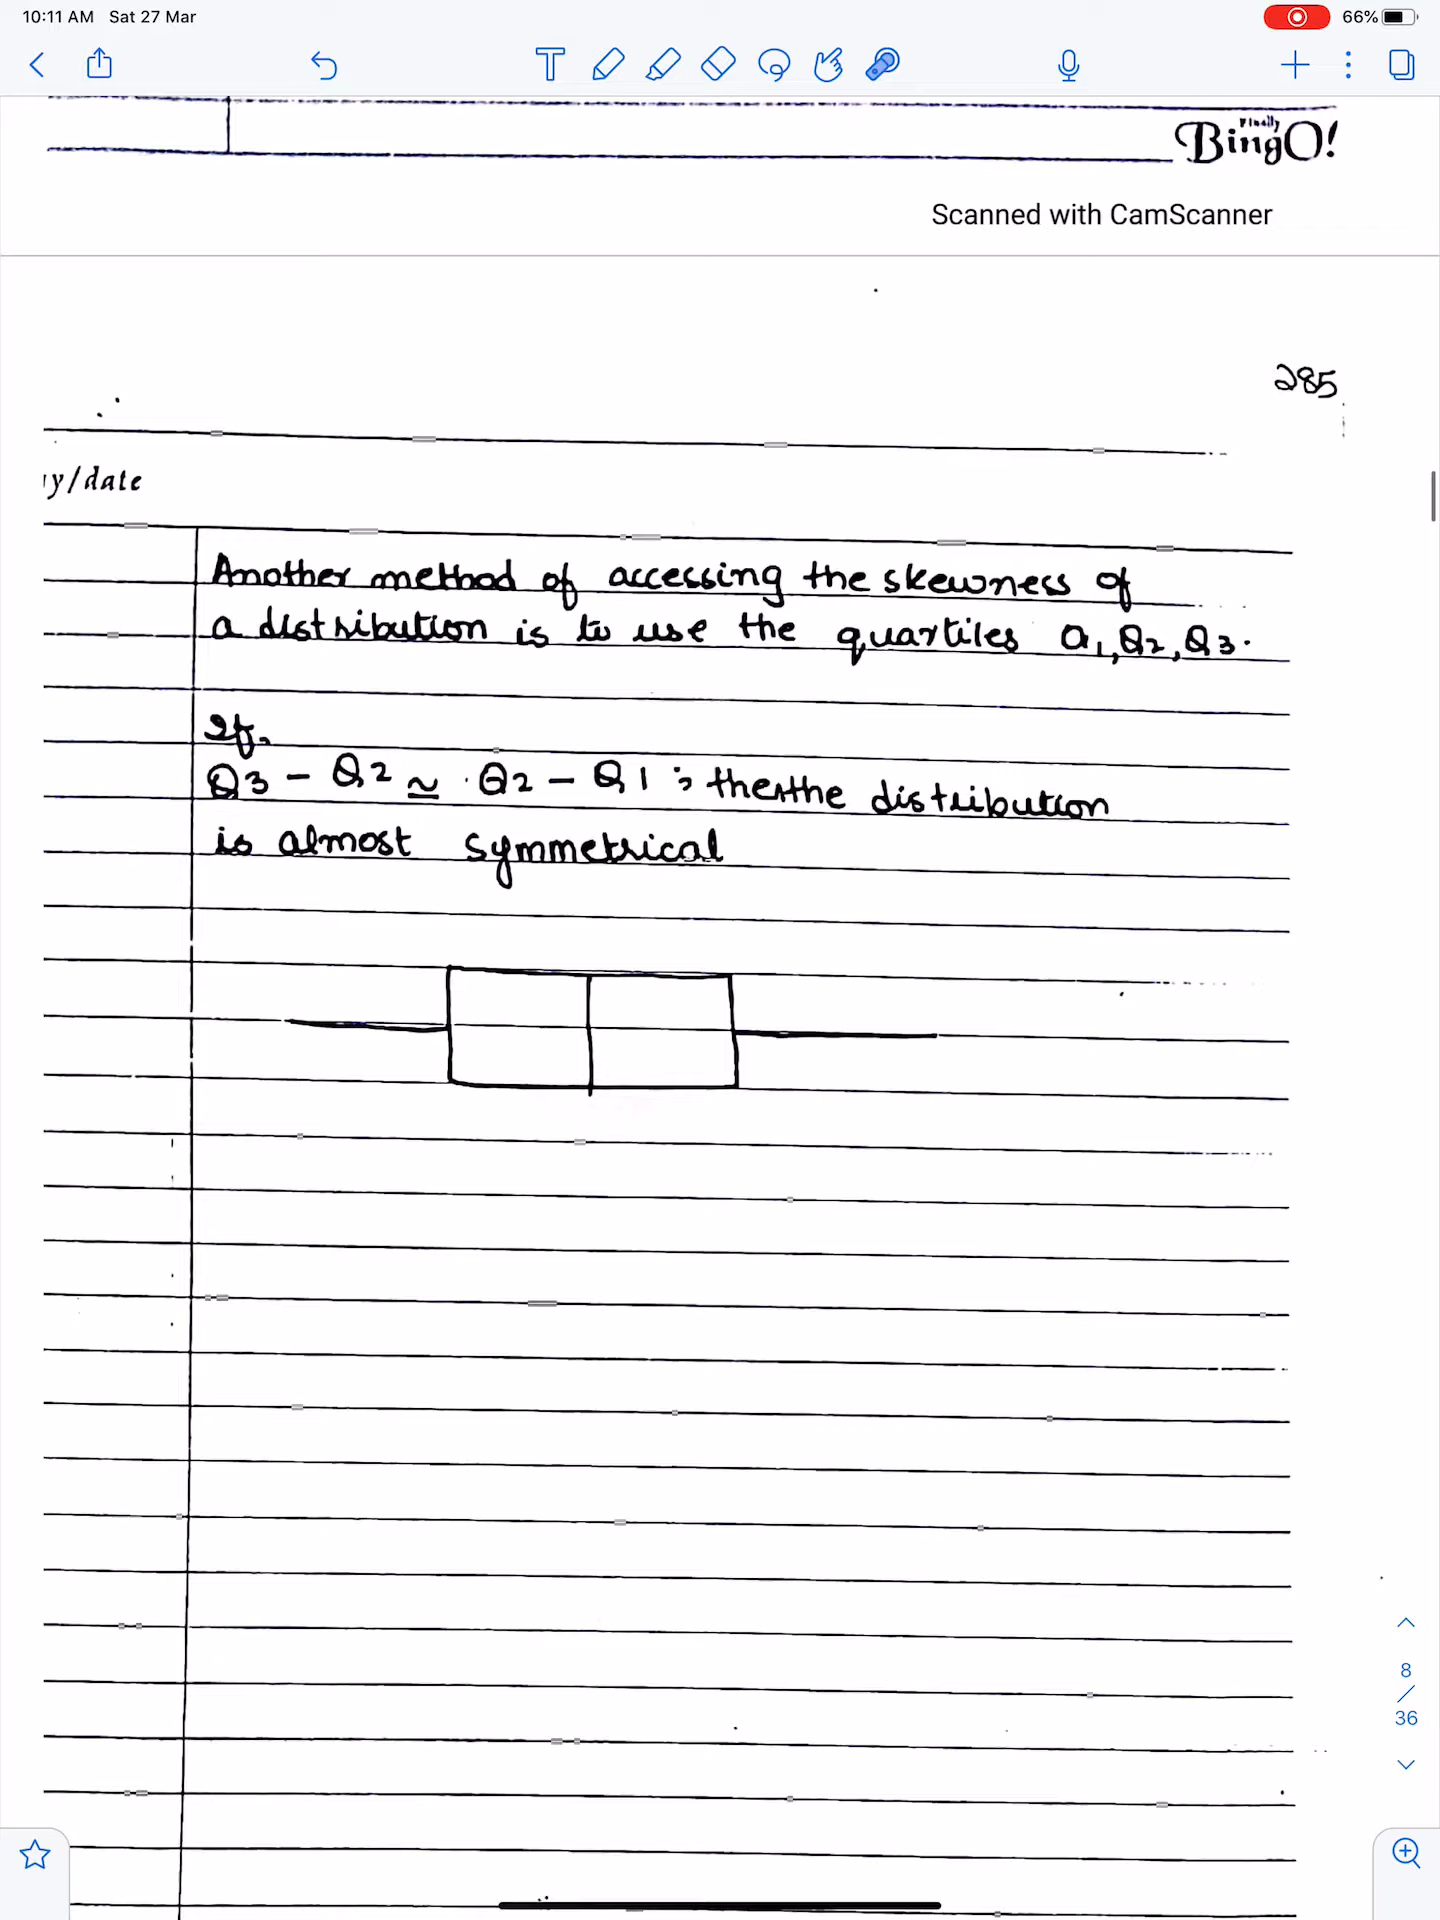 10:11 AM Sat 27 Mar
66%
Finally
BingO!
Scanned with CamScanner
285
y/date
Another method of accessing the skewness of
a distribution is to use the quartiles Q1, Q2, Q3.
If,
Q3 - Q2 ≃ Q2 - Q1 ; then the distribution
is almost symmetrical
8
/
36